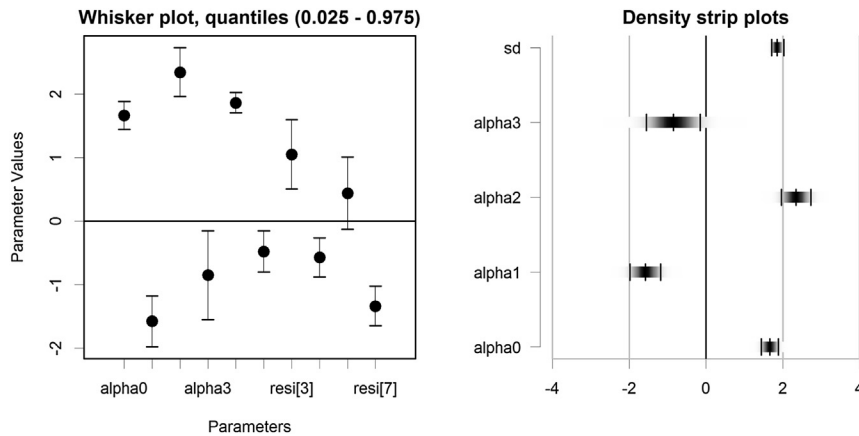 Whisker plot, quantiles (0.025 - 0.975)
Parameter Values
2
1
0
-1
-2
alpha0 alpha3 resi[3] resi[7]
Parameters
Density strip plots
sd
alpha3
alpha2
alpha1
alpha0
-4 -2 0 2 4